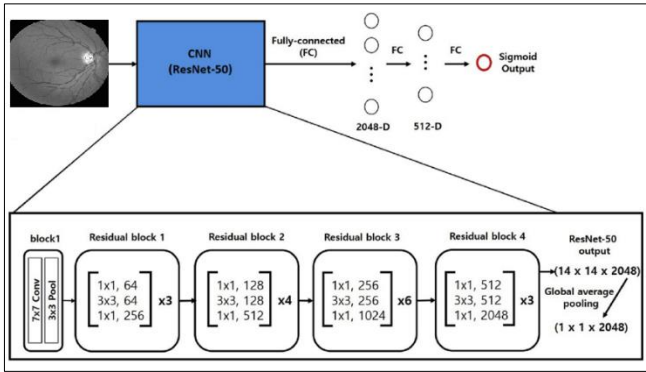 CNN
(ResNet-50)
Fully-connected
(FC)
FC
FC
Sigmoid
Output
2048-D
512-D
block1
7x7 Conv
3x3 Pool
Residual block 1
1x1, 64
3x3, 64
1x1, 256
x3
Residual block 2
1x1, 128
3x3, 128
1x1, 512
x4
Residual block 3
1x1, 256
3x3, 256
1x1, 1024
x6
Residual block 4
1x1, 512
3x3, 512
1x1, 2048
x3
ResNet-50
output
(14 x 14 x 2048)
Global average
pooling
(1 x 1 x 2048)